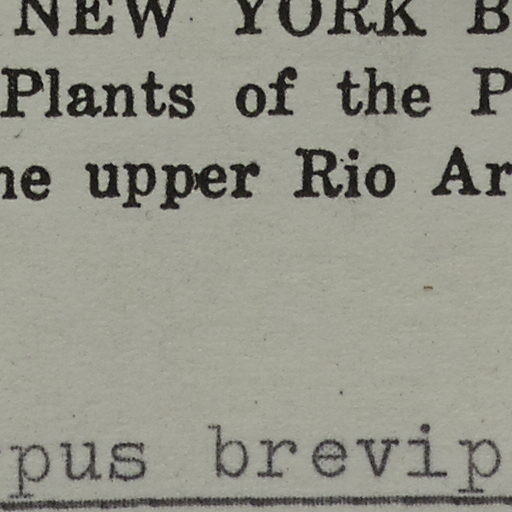 NEW YORK B
Plants of the P
he upper Rio Ar
pus brevip